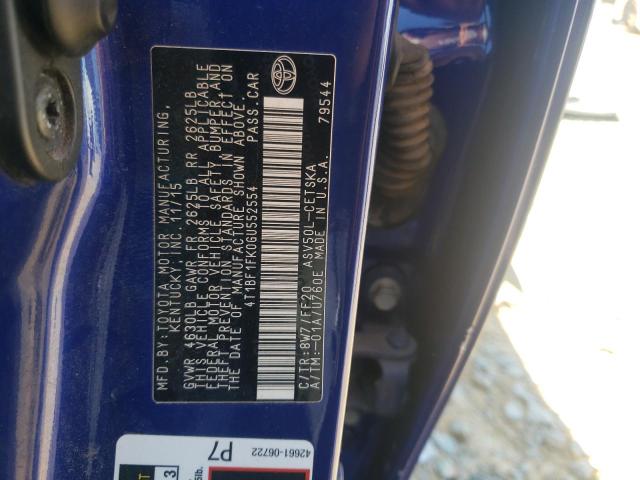 MFD. BY: TOYOTA MOTOR MANUFACTURING,
KENTUCKY, INC. 11/15
GVWR 4630LB GAWR FR 2625LB RR 2625LB
THIS VEHICLE CONFORMS TO ALL APPLICABLE
FEDERAL MOTOR VEHICLE SAFETY, BUMPER, AND
THEFT PREVENTION STANDARDS IN EFFECT ON
THE DATE OF MANUFACTURE SHOWN ABOVE.
4T1BF1FK0GU552554 PASS. CAR
C/TR: 8W7/FF20 ASV50L-CETSKA
A/TM: -01A/U760E MADE IN U.S.A. 79544
42661-06722
P7
3